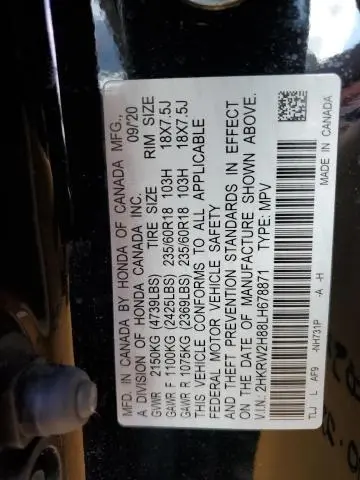 MFD. IN CANADA BY HONDA OF CANADA MFG.,
A DIVISION OF HONDA CANADA INC. 09/20
GVWR 2150KG (4739LBS) TIRE SIZE RIM SIZE
GAWR F 1100KG (2425LBS) 235/60R18 103H 18X7.5J
GAWR R 1075KG (2369LBS) 235/60R18 103H 18X7.5J
THIS VEHICLE CONFORMS TO ALL APPLICABLE
FEDERAL MOTOR VEHICLE SAFETY
AND THEFT PREVENTION STANDARDS IN EFFECT
ON THE DATE OF MANUFACTURE SHOWN ABOVE.
V.I.N.: 2HKRW2H88LH678871 TYPE: MPV
TLJ L AF9 -NH731P -A -H
MADE IN CANADA